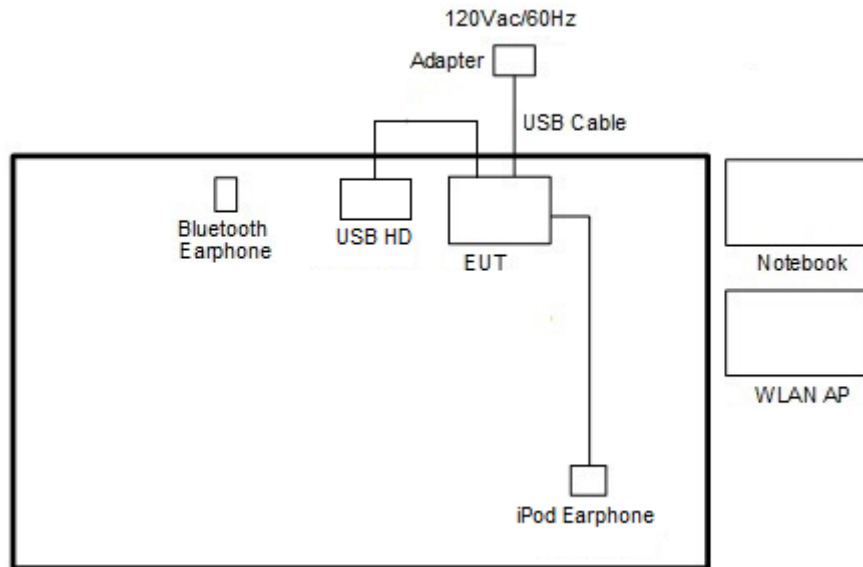 120Vac/60Hz
Adapter
USB Cable
Bluetooth
Earphone
USB HD
EUT
Notebook
WLAN AP
iPod Earphone